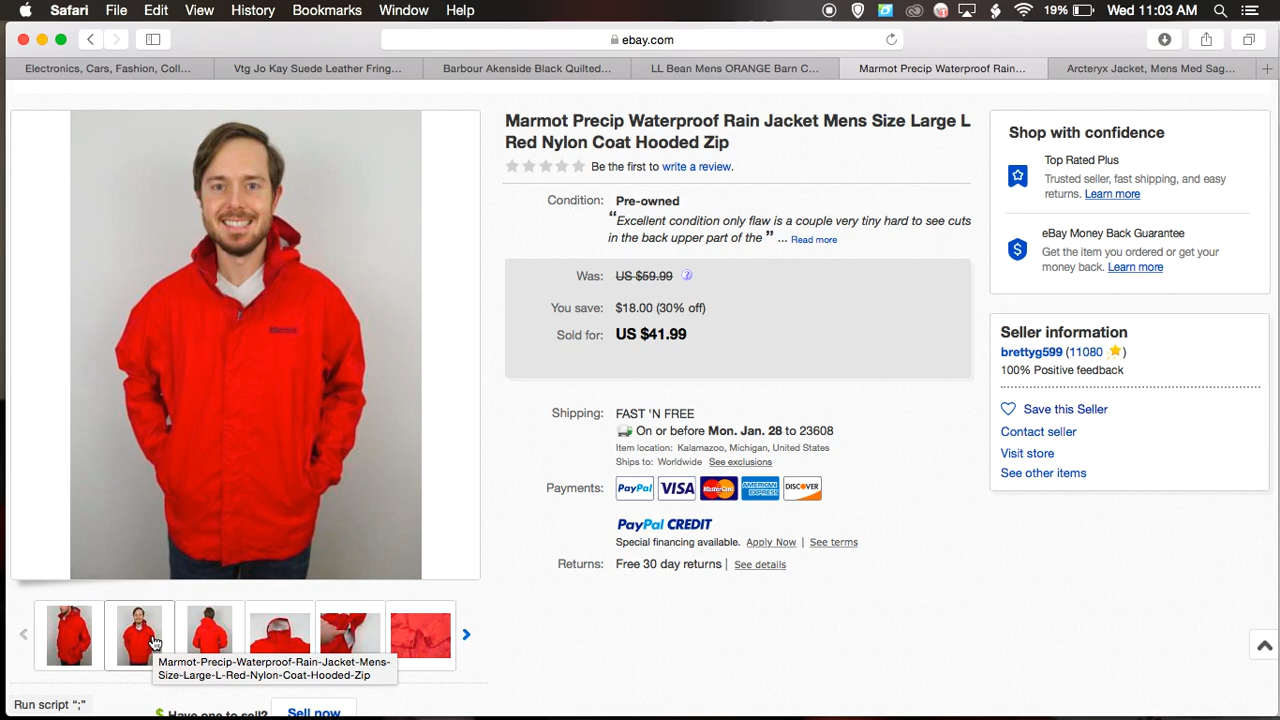 Safari File Edit View History Bookmarks Window Help 19% Wed 11:03 AM
ebay.com
Electronics, Cars, Fashion, Coll...
Vtg Jo Kay Suede Leather Fring...
Barbour Akenside Black Quilted...
LL Bean Mens ORANGE Barn C...
Marmot Precip Waterproof Rain...
Arcteryx Jacket, Mens Med Sag...
Marmot Precip Waterproof Rain Jacket Mens Size Large L
Red Nylon Coat Hooded Zip
Be the first to write a review.
Condition: Pre-owned
“Excellent condition only flaw is a couple very tiny hard to see cuts
in the back upper part of the ” ... Read more
Was: US $59.99 ?
You save: $18.00 (30% off)
Sold for: US $41.99
Shipping: FAST 'N FREE
On or before Mon. Jan. 28 to 23608
Item location: Kalamazoo, Michigan, United States
Ships to: Worldwide See exclusions
Payments: PayPal VISA MasterCard AMERICAN EXPRESS DISCOVER
PayPal CREDIT
Special financing available. Apply Now | See terms
Returns: Free 30 day returns | See details
Shop with confidence
Top Rated Plus
Trusted seller, fast shipping, and easy
returns. Learn more
eBay Money Back Guarantee
Get the item you ordered or get your
money back. Learn more
Seller information
brettyg599 (11080 )
100% Positive feedback
Save this Seller
Contact seller
Visit store
See other items
Marmot
Marmot-Precip-Waterproof-Rain-Jacket-Mens-
Size-Large-L-Red-Nylon-Coat-Hooded-Zip
Run script “;”
Have one to sell? Sell now